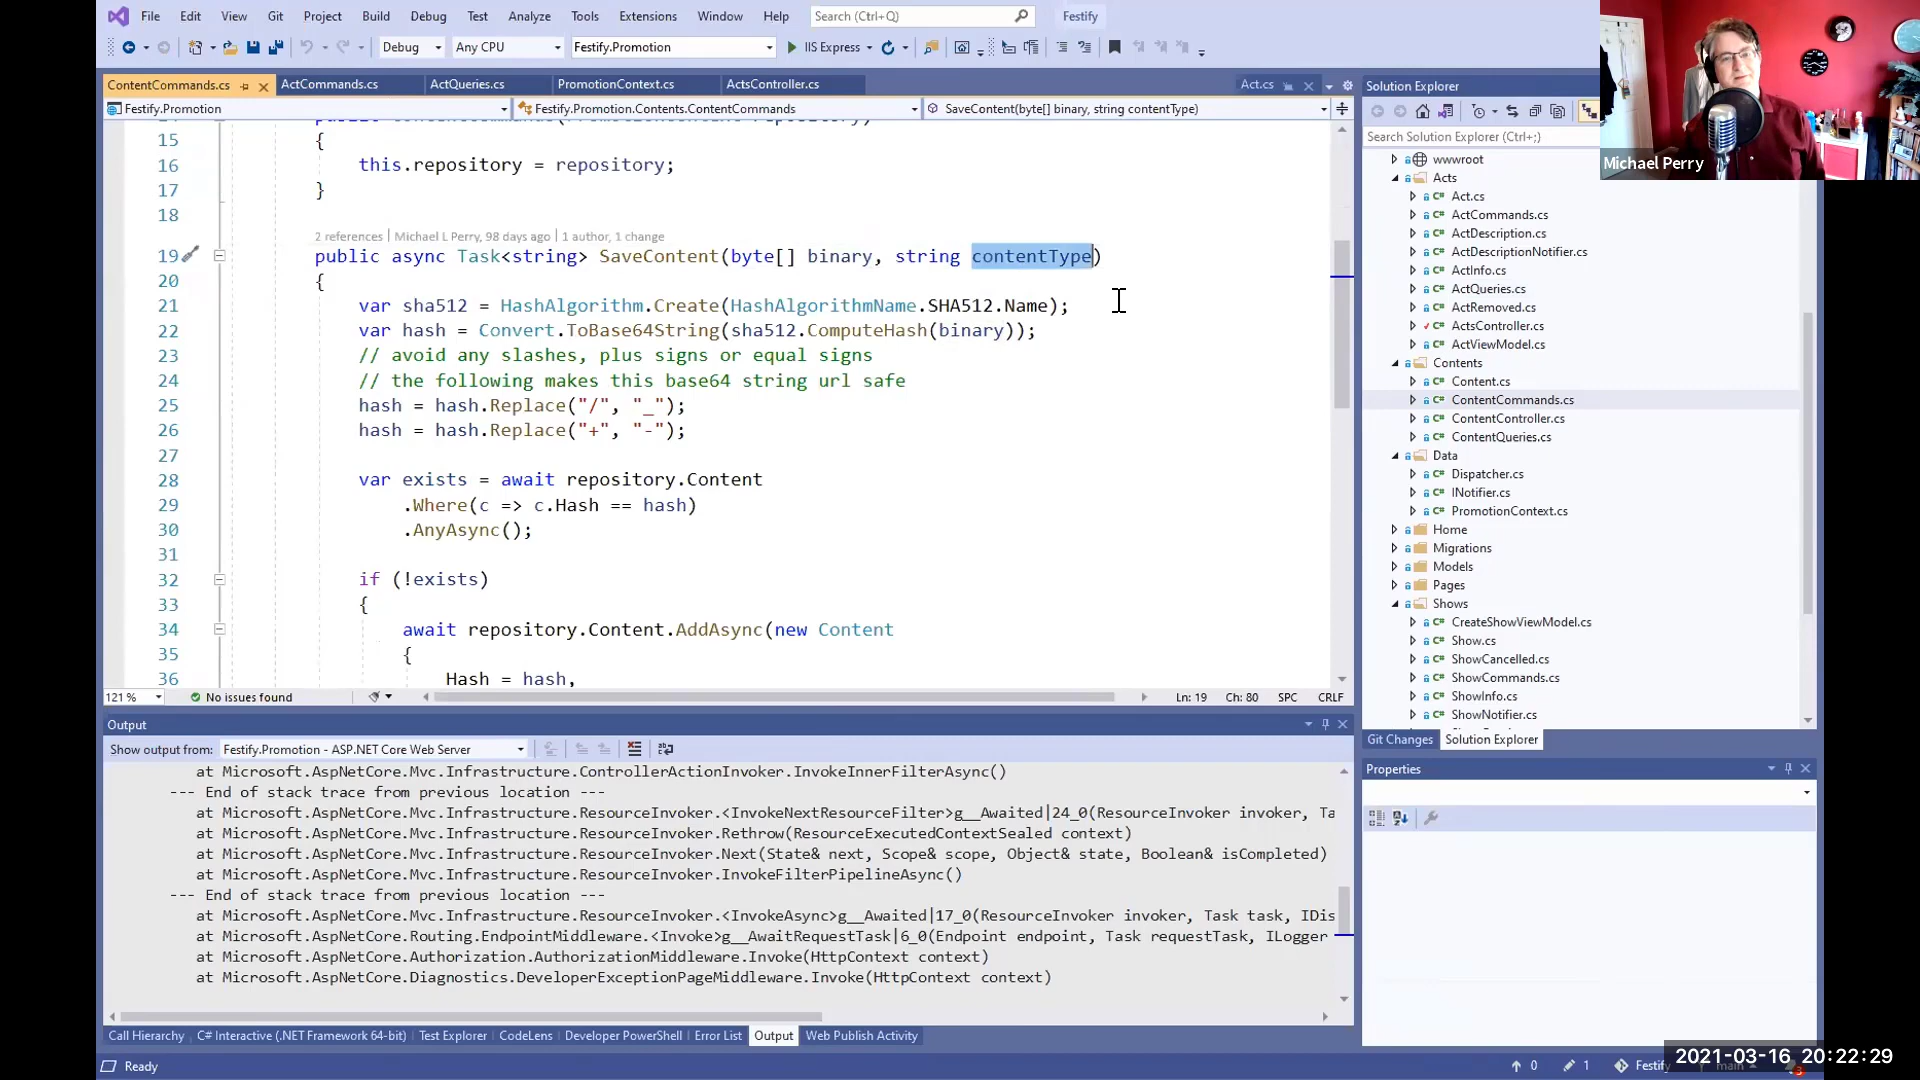 File Edit View Git Project Build Debug Test Analyze Tools Extensions Window Help Search (Ctrl+Q) Festify
Debug Any CPU Festify.Promotion IIS Express
ContentCommands.cs ActCommands.cs ActQueries.cs PromotionContext.cs ActsController.cs Act.cs
Festify.Promotion Festify.Promotion.Contents.ContentCommands SaveContent(byte[] binary, string contentType)
15 {
16 this.repository = repository;
17 }
18
2 references | Michael L Perry, 98 days ago | 1 author, 1 change
19 public async Task<string> SaveContent(byte[] binary, string contentType)
20 {
21 var sha512 = HashAlgorithm.Create(HashAlgorithmName.SHA512.Name);
22 var hash = Convert.ToBase64String(sha512.ComputeHash(binary));
23 // avoid any slashes, plus signs or equal signs
24 // the following makes this base64 string url safe
25 hash = hash.Replace("/", "_");
26 hash = hash.Replace("+", "-");
27
28 var exists = await repository.Content
29 .Where(c => c.Hash == hash)
30 .AnyAsync();
31
32 if (!exists)
33 {
34 await repository.Content.AddAsync(new Content
35 {
36 Hash = hash,
121 % No issues found Ln: 19 Ch: 80 SPC CRLF
Output
Show output from: Festify.Promotion - ASP.NET Core Web Server
at Microsoft.AspNetCore.Mvc.Infrastructure.ControllerActionInvoker.InvokeInnerFilterAsync()
--- End of stack trace from previous location ---
at Microsoft.AspNetCore.Mvc.Infrastructure.ResourceInvoker.<InvokeNextResourceFilter>g__Awaited|24_0(ResourceInvoker invoker, Ta
at Microsoft.AspNetCore.Mvc.Infrastructure.ResourceInvoker.Rethrow(ResourceExecutedContextSealed context)
at Microsoft.AspNetCore.Mvc.Infrastructure.ResourceInvoker.Next(State& next, Scope& scope, Object& state, Boolean& isCompleted)
at Microsoft.AspNetCore.Mvc.Infrastructure.ResourceInvoker.InvokeFilterPipelineAsync()
--- End of stack trace from previous location ---
at Microsoft.AspNetCore.Mvc.Infrastructure.ResourceInvoker.<InvokeAsync>g__Awaited|17_0(ResourceInvoker invoker, Task task, IDis
at Microsoft.AspNetCore.Routing.EndpointMiddleware.<Invoke>g__AwaitRequestTask|6_0(Endpoint endpoint, Task requestTask, ILogger
at Microsoft.AspNetCore.Authorization.AuthorizationMiddleware.Invoke(HttpContext context)
at Microsoft.AspNetCore.Diagnostics.DeveloperExceptionPageMiddleware.Invoke(HttpContext context)
Call Hierarchy C# Interactive (.NET Framework 64-bit) Test Explorer CodeLens Developer PowerShell Error List Output Web Publish Activity
Ready
Solution Explorer
Search Solution Explorer (Ctrl+;)
wwwroot
Acts
C# Act.cs
C# ActCommands.cs
C# ActDescription.cs
C# ActDescriptionNotifier.cs
C# ActInfo.cs
C# ActQueries.cs
C# ActRemoved.cs
C# ActsController.cs
C# ActViewModel.cs
Contents
C# Content.cs
C# ContentCommands.cs
C# ContentController.cs
C# ContentQueries.cs
Data
C# Dispatcher.cs
C# INotifier.cs
C# PromotionContext.cs
Home
Migrations
Models
Pages
Shows
C# CreateShowViewModel.cs
C# Show.cs
C# ShowCancelled.cs
C# ShowCommands.cs
C# ShowInfo.cs
C# ShowNotifier.cs
Git Changes Solution Explorer
Properties
Michael Perry
0 1 Festify main
2021-03-16 20:22:29